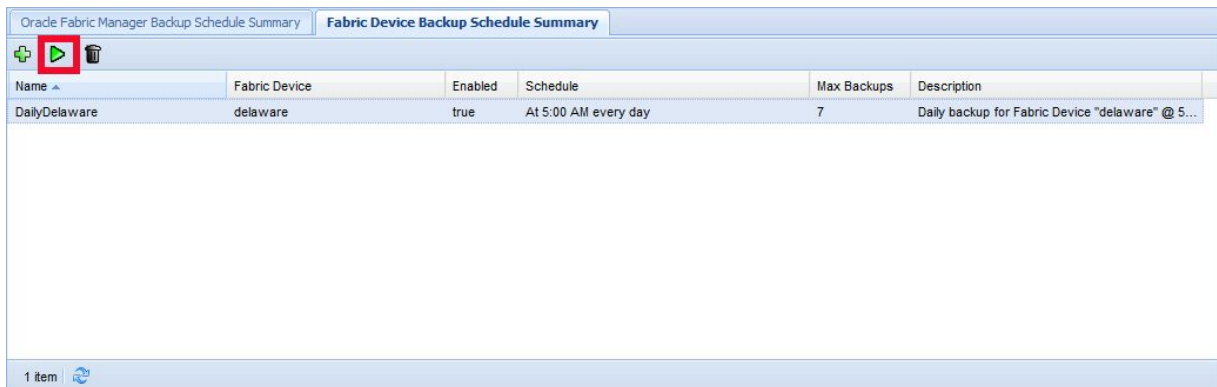 Oracle Fabric Manager Backup Schedule Summary Fabric Device Backup Schedule Summary
Name Fabric Device Enabled Schedule Max Backups Description
DailyDelaware delaware true At 5:00 AM every day 7 Daily backup for Fabric Device "delaware" @ 5...
1 item